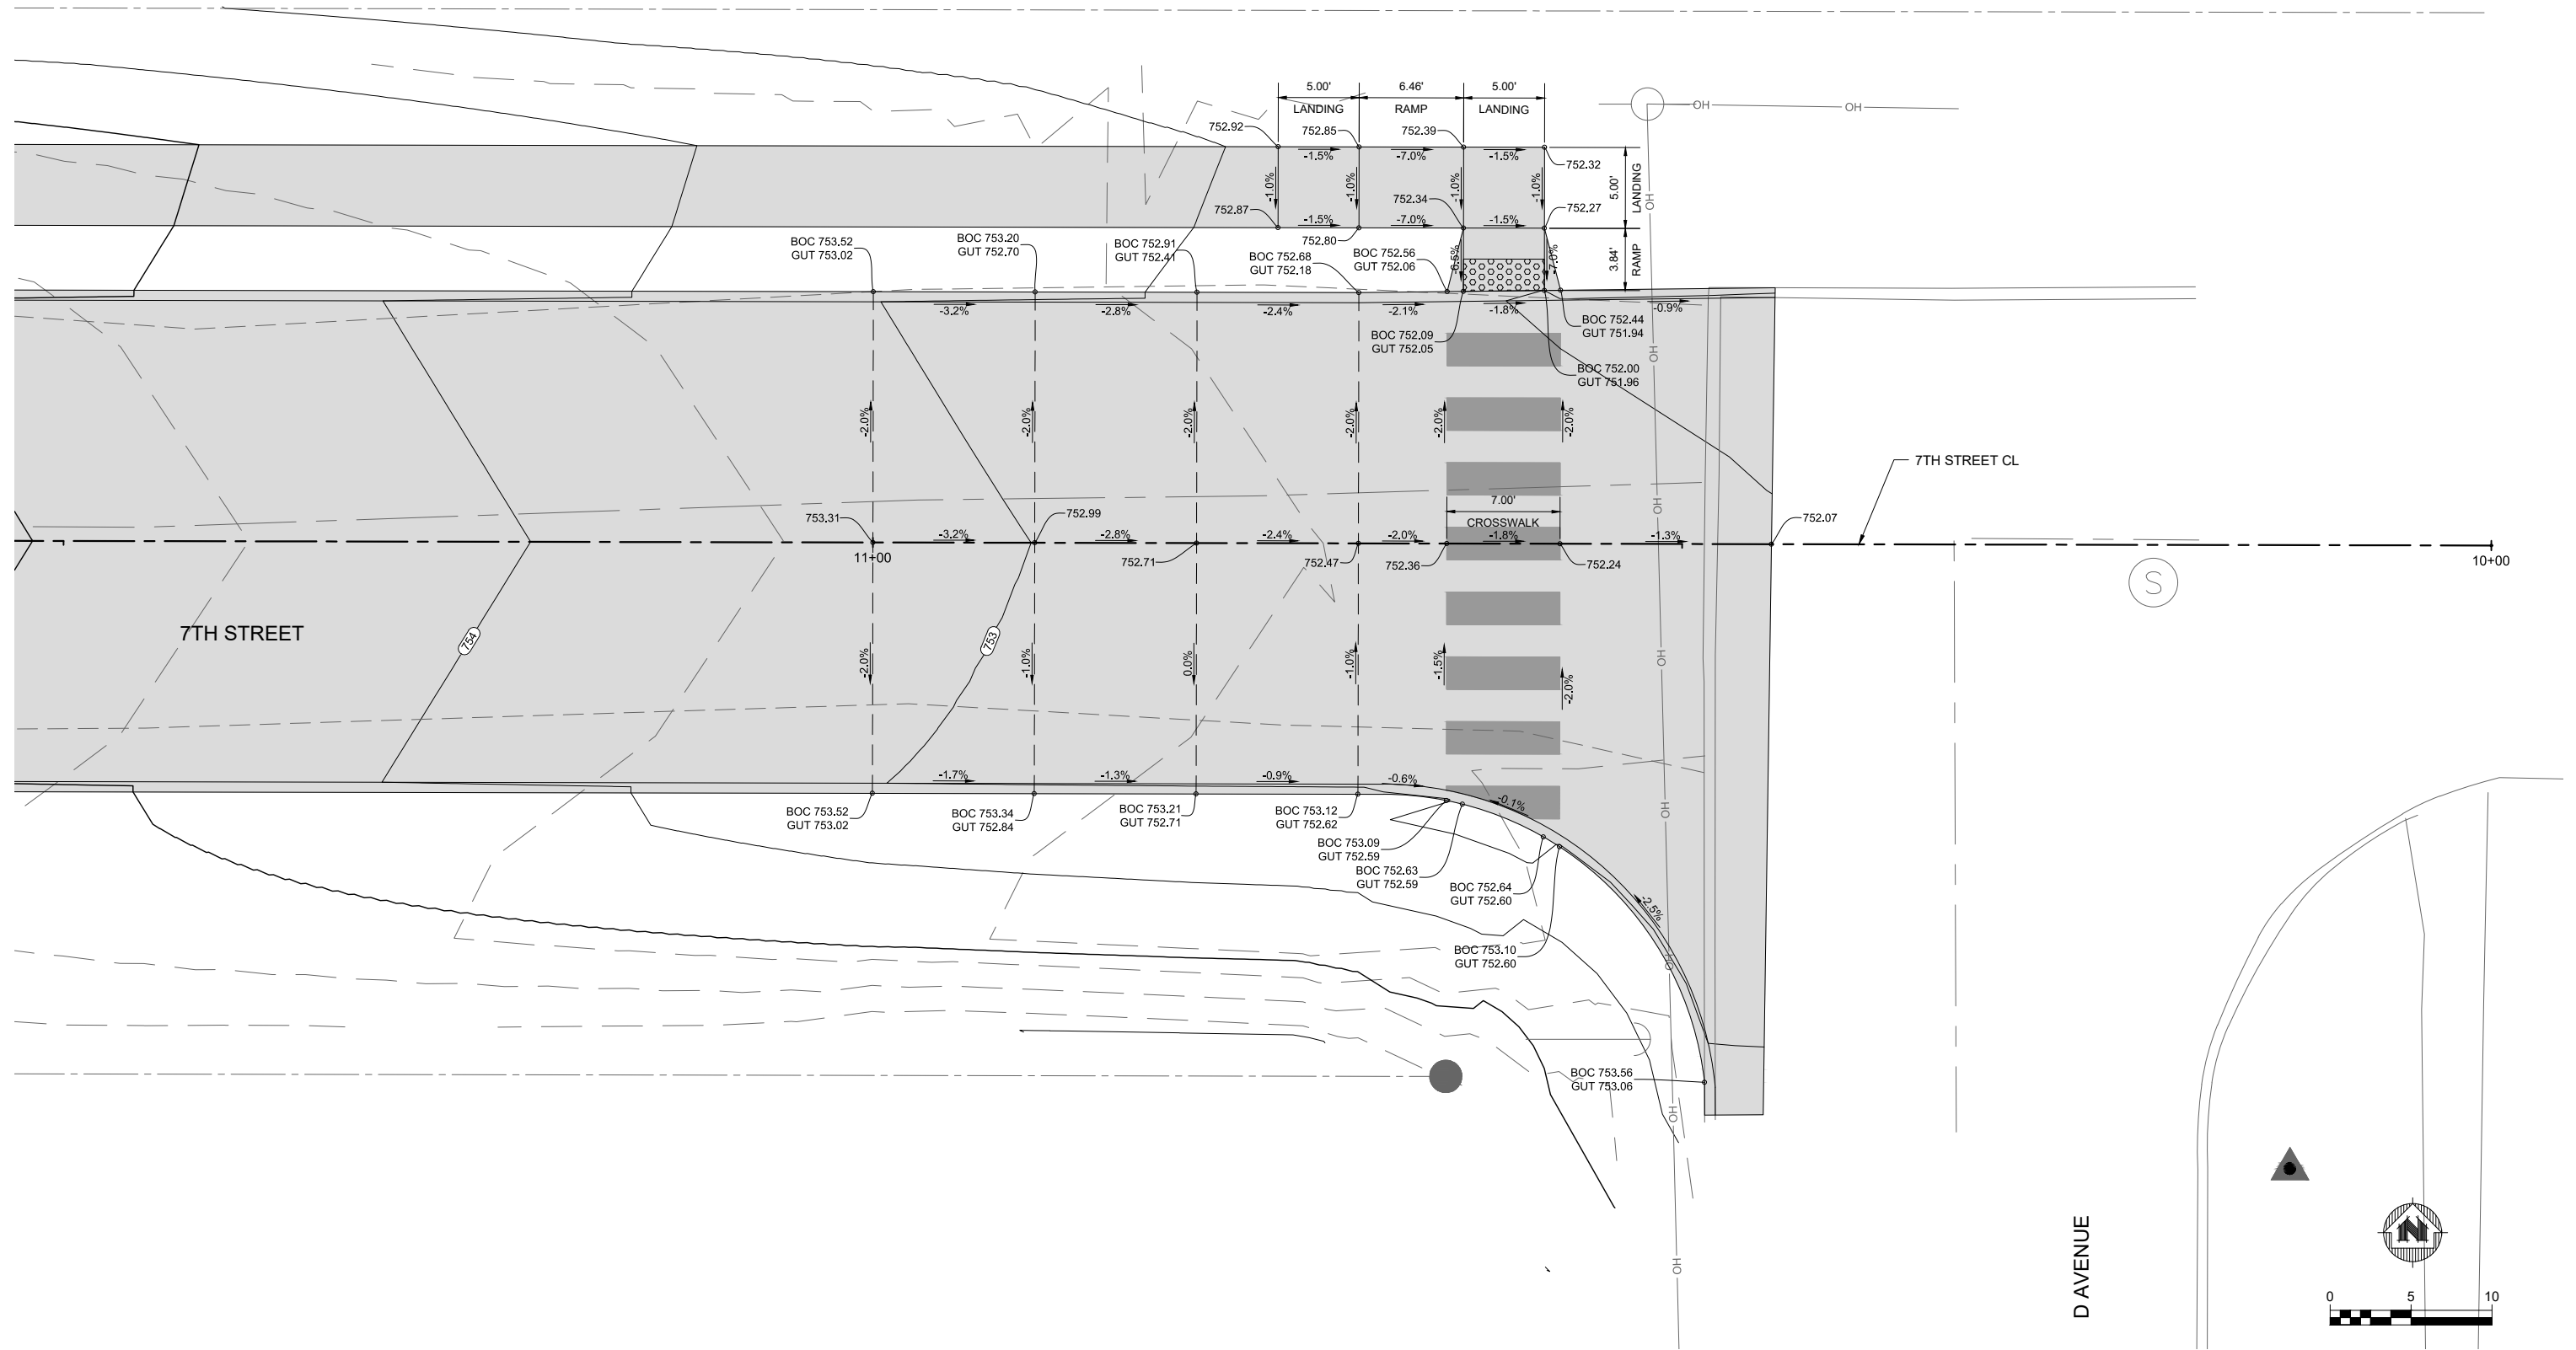 5.00'
6.46'
5.00'
LANDING
RAMP
LANDING
OH
OH
752.92
752.85
752.39
-1.5%
-7.0%
-1.5%
752.32
-1.0%
-1.0%
-1.0%
-1.0%
5.00'
LANDING
OH
752.34
752.87
-1.5%
-7.0%
-1.5%
752.27
752.80
BOC 753.52
GUT 753.02
BOC 753.20
GUT 752.70
BOC 752.91
GUT 752.41
BOC 752.68
GUT 752.18
BOC 752.56
GUT 752.06
-6.5%
-7.0%
3.84'
RAMP
-3.2%
-2.8%
-2.4%
-2.1%
-1.8%
-0.9%
BOC 752.09
GUT 752.05
BOC 752.44
GUT 751.94
OH
BOC 752.00
GUT 751.96
-2.0%
-2.0%
-2.0%
-2.0%
-2.0%
-2.0%
7TH STREET CL
7.00'
CROSSWALK
OH
753.31
752.99
752.07
-3.2%
-2.8%
-2.4%
-2.0%
-1.8%
-1.3%
11+00
752.71
752.47
752.36
752.24
10+00
S
7TH STREET
754
753
-2.0%
-1.0%
0.0%
-1.0%
-1.5%
-2.0%
OH
-1.7%
-1.3%
-0.9%
-0.6%
-0.1%
OH
BOC 753.52
GUT 753.02
BOC 753.34
GUT 752.84
BOC 753.21
GUT 752.71
BOC 753.12
GUT 752.62
BOC 753.09
GUT 752.59
BOC 752.63
GUT 752.59
BOC 752.64
GUT 752.60
-2.5%
BOC 753.10
GUT 752.60
OH
BOC 753.56
GUT 753.06
OH
OH
D AVENUE
N
0
5
10